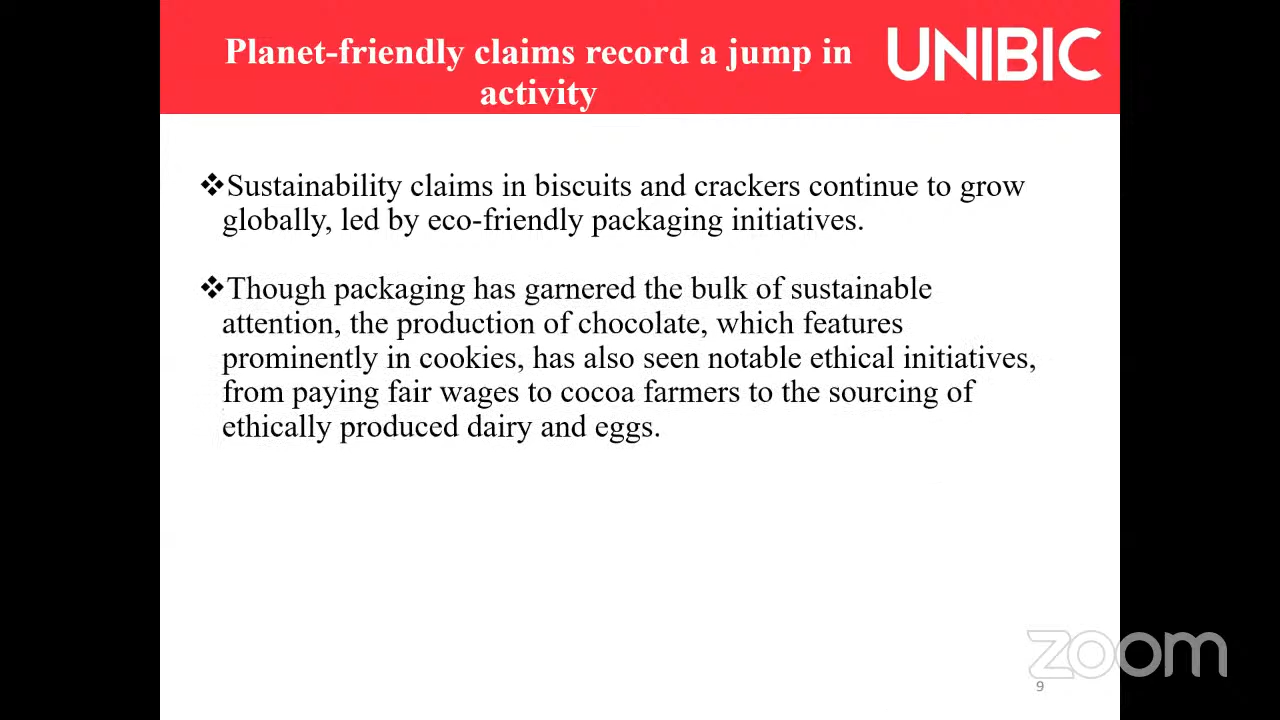 Planet-friendly claims record a jump in
activity
UNIBIC
❖Sustainability claims in biscuits and crackers continue to grow
globally, led by eco-friendly packaging initiatives.
❖Though packaging has garnered the bulk of sustainable
attention, the production of chocolate, which features
prominently in cookies, has also seen notable ethical initiatives,
from paying fair wages to cocoa farmers to the sourcing of
ethically produced dairy and eggs.
zoom
9